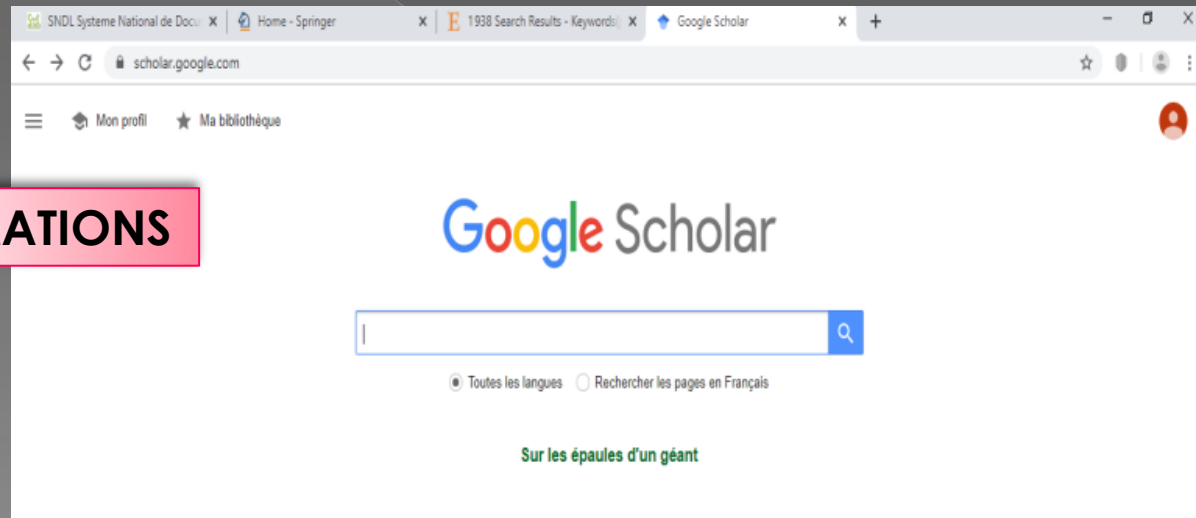 SNDL Systeme National de Docu
Home - Springer
1938 Search Results - Keywords(
Google Scholar
scholar.google.com
Mon profil
Ma bibliothèque
ATIONS
Google Scholar
Toutes les langues
Rechercher les pages en Français
Sur les épaules d'un géant